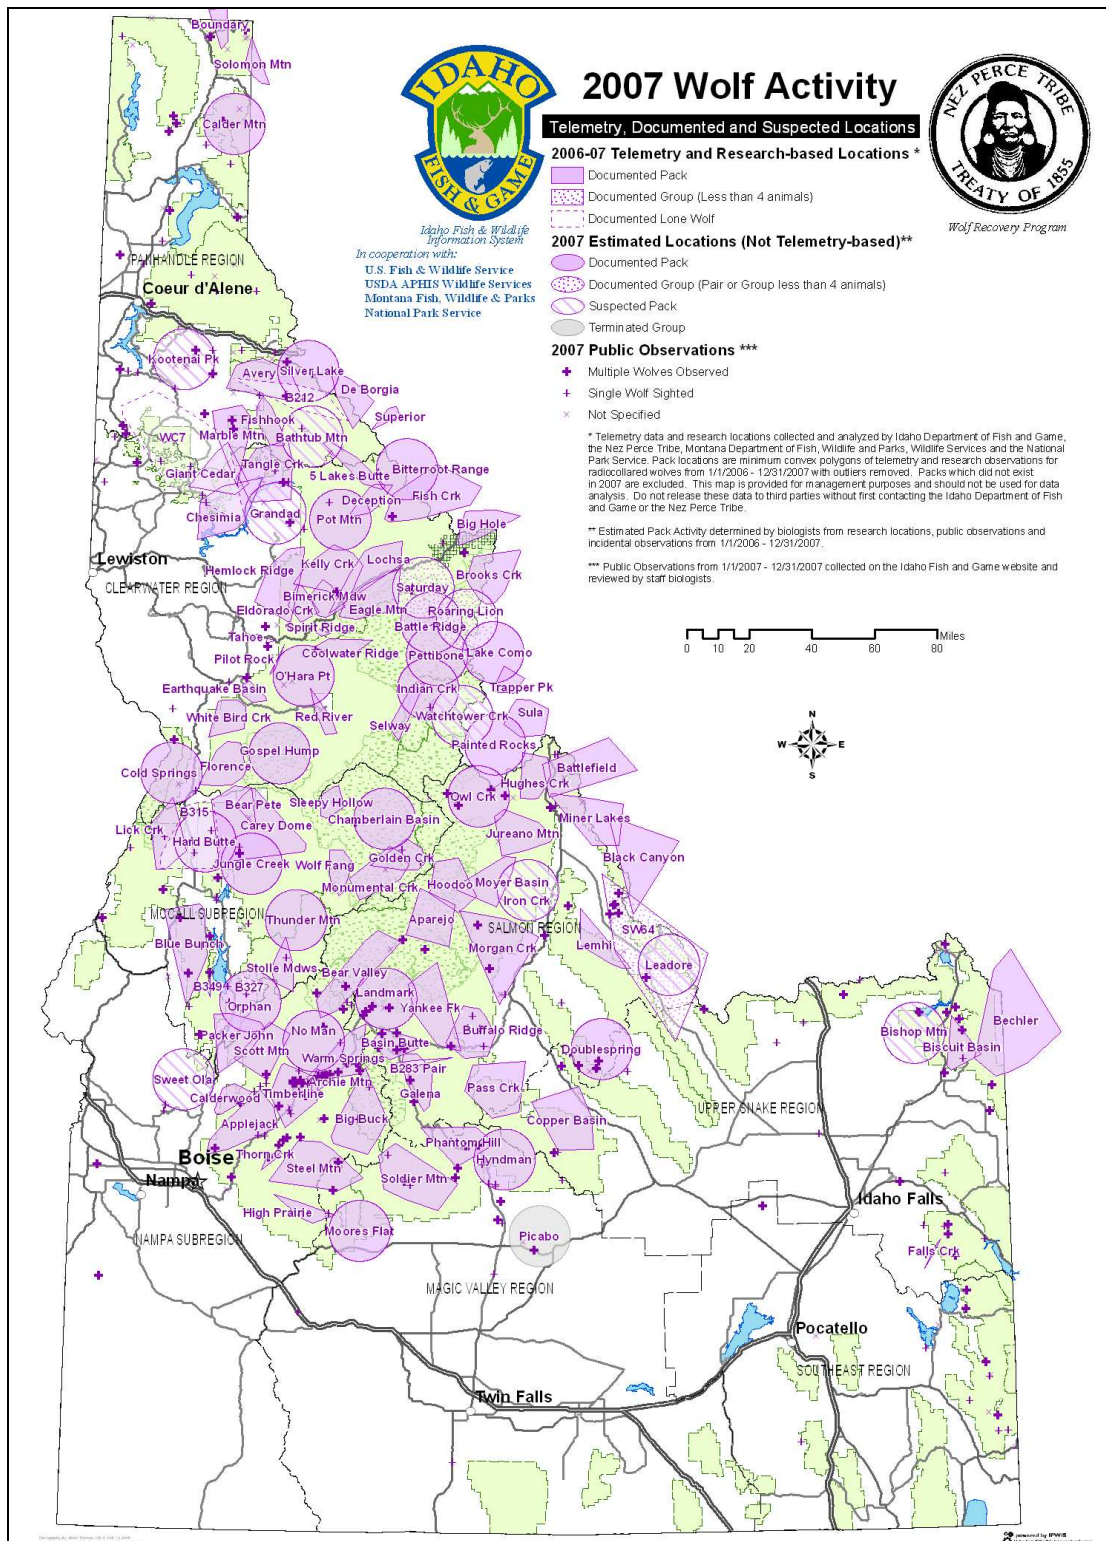 2007 Wolf Activity
Telemetry, Documented and Suspected Locations
2006-07 Telemetry and Research-based Locations *
Documented Pack
Documented Group (Less than 4 animals)
Documented Lone Wolf
2007 Estimated Locations (Not Telemetry-based)**
Documented Pack
Documented Group (Pair or Group less than 4 animals)
Suspected Pack
Terminated Group
2007 Public Observations ***
Multiple Wolves Observed
Single Wolf Sighted
Not Specified
* Telemetry data and research locations collected and analyzed by Idaho Department of Fish and Game,
the Nez Perce Tribe, Montana Department of Fish, Wildlife and Parks, Wildlife Services and the National
Park Service. Pack locations are minimum convex polygons of telemetry and research observations for
radiocollared wolves from 1/1/2006 - 12/31/2007 with outliers removed. Packs which did not exist
in 2007 are excluded. This map is provided for management purposes and should not be used for data
analysis. Do not release these data to third parties without first contacting the Idaho Department of Fish
and Game or the Nez Perce Tribe.
** Estimated Pack Activity determined by biologists from research locations, public observations and
incidental observations from 1/1/2006 - 12/31/2007.
*** Public Observations from 1/1/2007 - 12/31/2007 collected on the Idaho Fish and Game website and
reviewed by staff biologists.
IDAHO
FISH & GAME
Idaho Fish & Wildlife
Information System
In cooperation with:
U.S. Fish & Wildlife Service
USDA APHIS Wildlife Services
Montana Fish, Wildlife & Parks
National Park Service
NEZ PERCE TRIBE
TREATY OF 1855
Wolf Recovery Program
Miles
0 10 20 40 60 80
N
W E
S
Boundary
Solomon Mtn
Calder Mtn
PANHANDLE REGION
Coeur d'Alene
Kootenai Pk
Avery
Silver Lake
B212
De Borgia
Superior
Fishhook
WC7
Marble Mtn
Bathtub Mtn
Giant Cedar
Tangle Crk
5 Lakes Butte
Bitterroot Range
Deception
Fish Crk
Chesimia
Grandad
Pot Mtn
Big Hole
Lewiston
CLEARWATER REGION
Hemlock Ridge
Kelly Crk
Lochsa
Brooks Crk
Saturday
Bimerick Mdw
Eldorado Crk
Eagle Mtn
Roaring Lion
Spirit Ridge
Battle Ridge
Tahoe
Coolwater Ridge
Pettibone
Lake Como
Pilot Rock
O'Hara Pt
Earthquake Basin
Indian Crk
Trapper Pk
White Bird Crk
Red River
Selway
Watchtower Crk
Sula
Painted Rocks
Gospel Hump
Cold Springs
Florence
Battlefield
Hughes Crk
Owl Crk
B315
Bear Pete
Sleepy Hollow
Chamberlain Basin
Miner Lakes
Lick Crk
Carey Dome
Jureano Mtn
Hard Butte
Golden Crk
Black Canyon
Jungle Creek
Wolf Fang
Monumental Crk
Hoodoo
Moyer Basin
Iron Crk
MCCALL SUBREGION
Thunder Mtn
Aparejo
SALMON REGION
SW64
Blue Bunch
Morgan Crk
Lemhi
Leadore
Stolle Mdws
Bear Valley
B349
B327
Landmark
Orphan
Yankee Fk
Packer John
No Man
Buffalo Ridge
Scott Mtn
Basin Butte
Doublespring
Warm Springs
B283 Pair
Sweet Ola
Archie Mtn
Pass Crk
Calderwood
Timberline
Galena
Applejack
Big Buck
Copper Basin
Boise
Thorn Crk
Phantom Hill
Nampa
Steel Mtn
Soldier Mtn
Hyndman
High Prairie
Moores Flat
Picabo
NAMPA SUBREGION
MAGIC VALLEY REGION
Twin Falls
Bishop Mtn
Bechler
Biscuit Basin
UPPER SNAKE REGION
Idaho Falls
Falls Crk
Pocatello
SOUTHEAST REGION